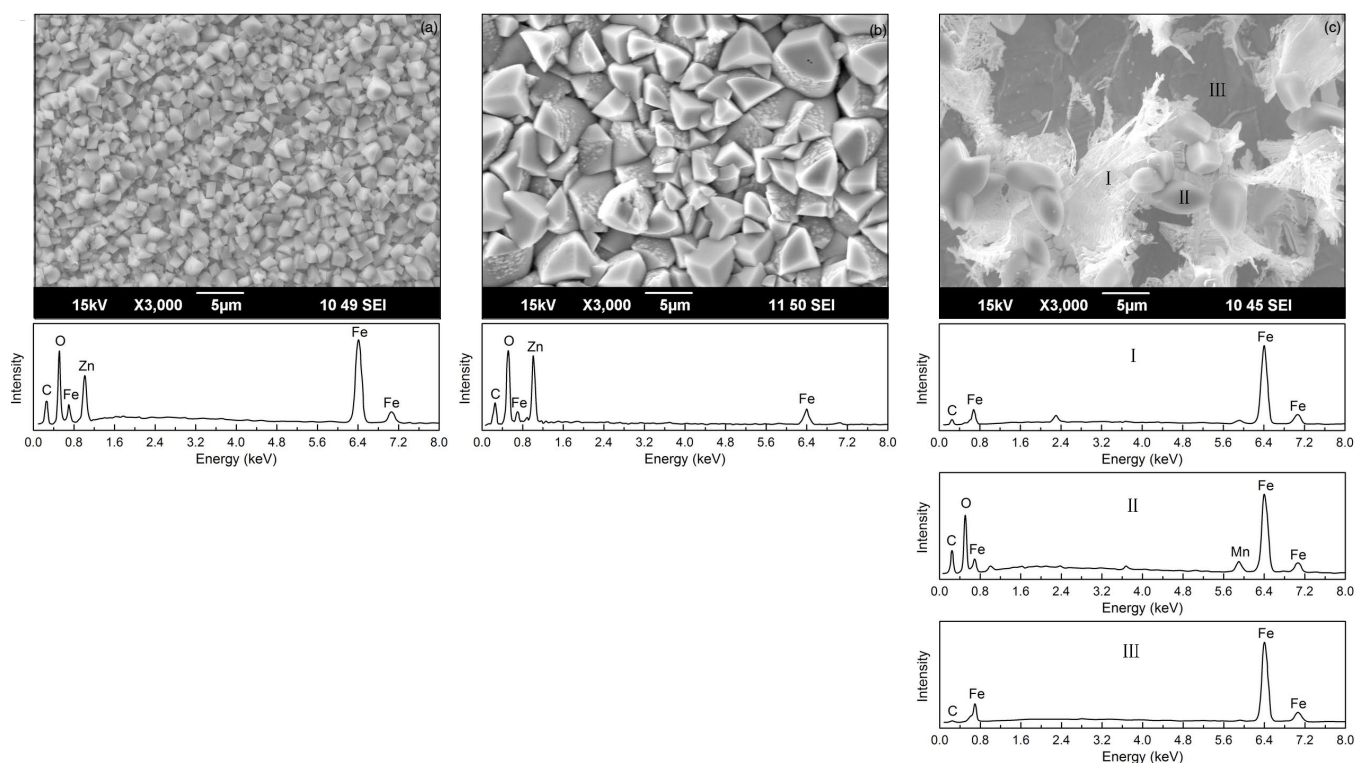 (a)
15kV X3,000 5µm 10 49 SEI
Intensity
C O Fe Zn Fe Fe
0.0 0.8 1.6 2.4 3.2 4.0 4.8 5.6 6.4 7.2 8.0
Energy (keV)
(b)
15kV X3,000 5µm 11 50 SEI
Intensity
C O Fe Zn Fe
0.0 0.8 1.6 2.4 3.2 4.0 4.8 5.6 6.4 7.2 8.0
Energy (keV)
(c)
III
I
II
15kV X3,000 5µm 10 45 SEI
Intensity
I
C Fe Fe Fe
0.0 0.8 1.6 2.4 3.2 4.0 4.8 5.6 6.4 7.2 8.0
Energy (keV)
Intensity
II
C O Fe Mn Fe Fe
0.0 0.8 1.6 2.4 3.2 4.0 4.8 5.6 6.4 7.2 8.0
Energy (keV)
Intensity
III
C Fe Fe Fe
0.0 0.8 1.6 2.4 3.2 4.0 4.8 5.6 6.4 7.2 8.0
Energy (keV)